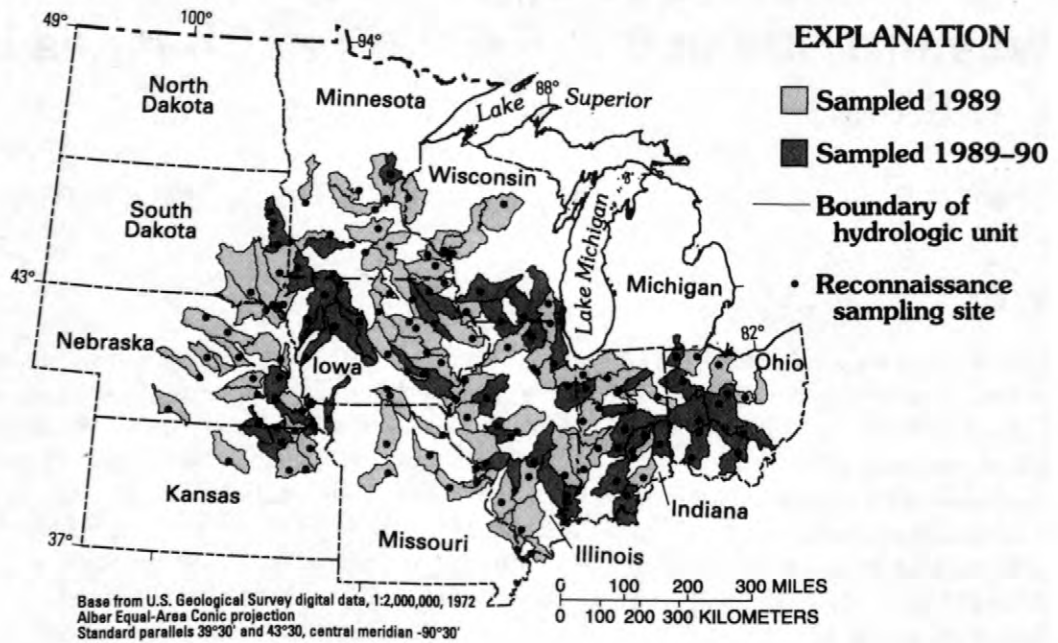 49°
100°
94°
88°
EXPLANATION
North
Dakota
Minnesota
Lake Superior
Sampled 1989
Sampled 1989–90
Wisconsin
South
Dakota
Boundary of
hydrologic unit
43°
Lake Michigan
Michigan
Reconnaissance
sampling site
82°
Nebraska
Iowa
Ohio
Kansas
Missouri
Indiana
Illinois
37°
0 100 200 300 MILES
0 100 200 300 400 KILOMETERS
Base from U.S. Geological Survey digital data, 1:2,000,000, 1972
Alber Equal-Area Conic projection
Standard parallels 39°30' and 43°30, central meridian -90°30'